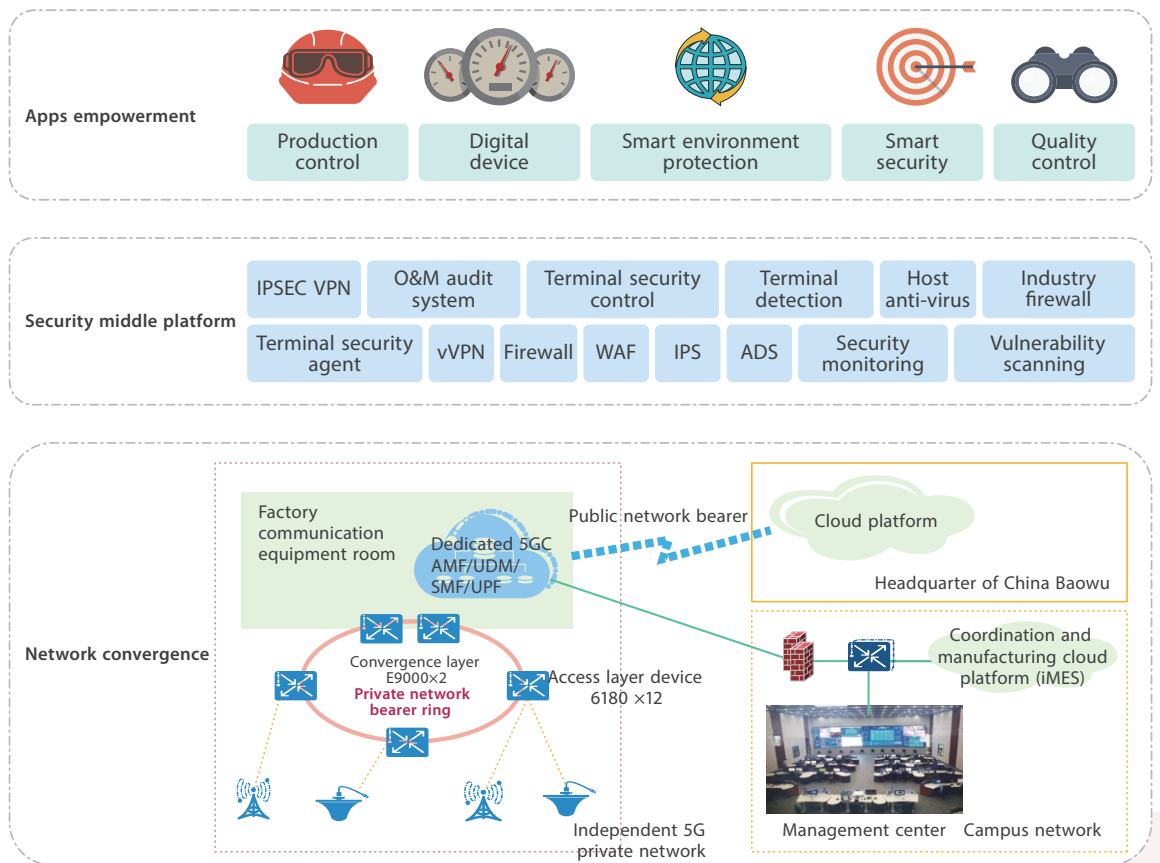 Apps empowerment
Production
control
Digital
device
Smart environment
protection
Smart
security
Quality
control
Security middle platform
IPSEC VPN
O&M audit
system
Terminal security
control
Terminal
detection
Host
anti-virus
Industry
firewall
Terminal security
agent
vVPN
Firewall
WAF
IPS
ADS
Security
monitoring
Vulnerability
scanning
Network convergence
Factory
communication
equipment room
Dedicated 5GC
AMF/UDM/
SMF/UPF
Public network bearer
Cloud platform
Headquarter of China Baowu
Convergence layer
E9000×2
Private network
bearer ring
Access layer device
6180 ×12
Independent 5G
private network
Coordination and
manufacturing cloud
platform (iMES)
Management center
Campus network